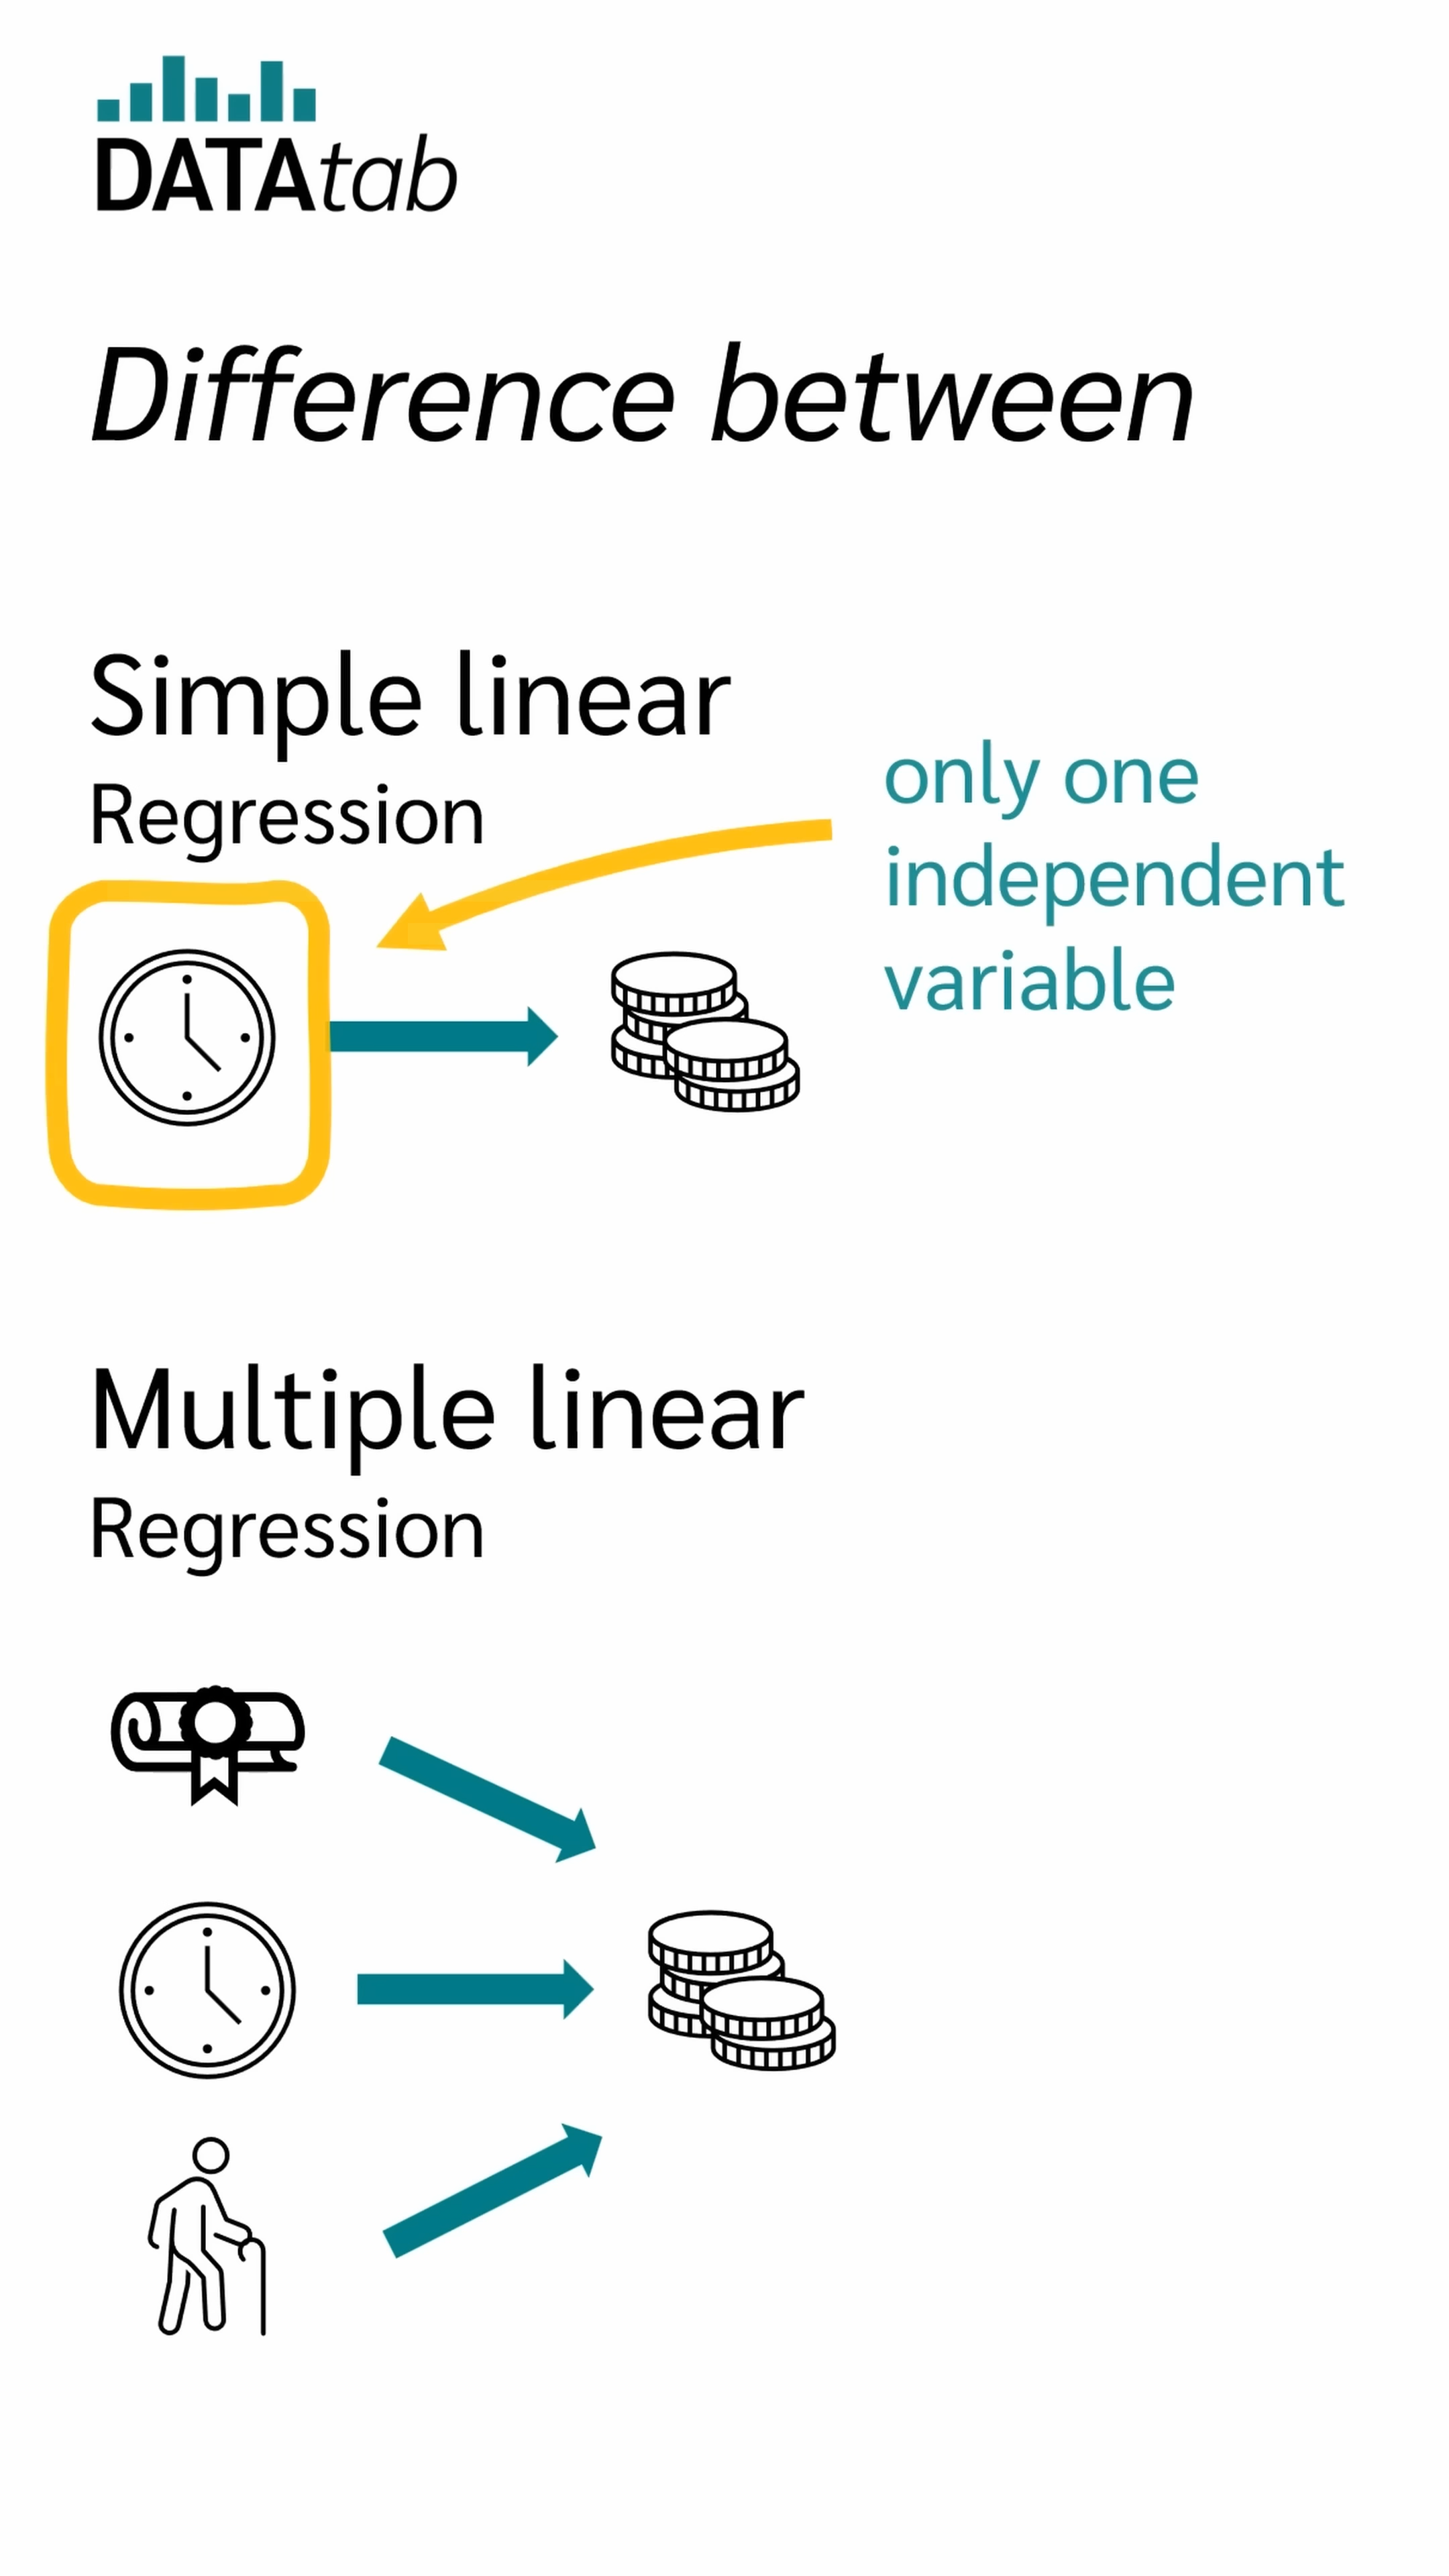 DATAtab
Difference between
Simple linear
Regression
only one
independent
variable
Multiple linear
Regression